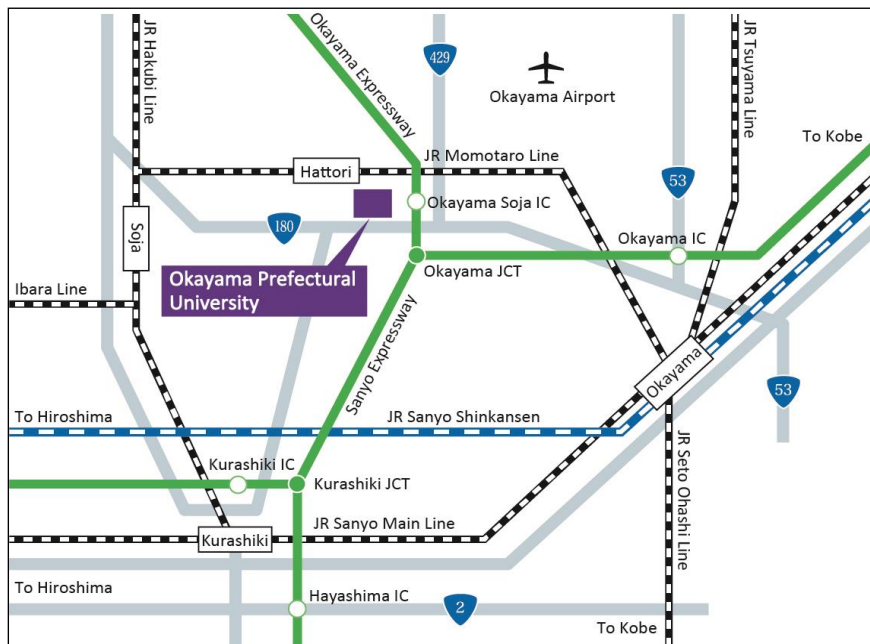 JR Hakubi Line
Okayama Expressway
429
Okayama Airport
JR Tsuyama Line
To Kobe
Hattori
JR Momotaro Line
53
Okayama Soja IC
180
Soja
Okayama IC
Okayama JCT
Okayama Prefectural
University
Ibara Line
Sanyo Expressway
Okayama
53
To Hiroshima
JR Sanyo Shinkansen
Kurashiki IC
Kurashiki JCT
JR Seto Ohashi Line
JR Sanyo Main Line
Kurashiki
To Hiroshima
Hayashima IC
2
To Kobe